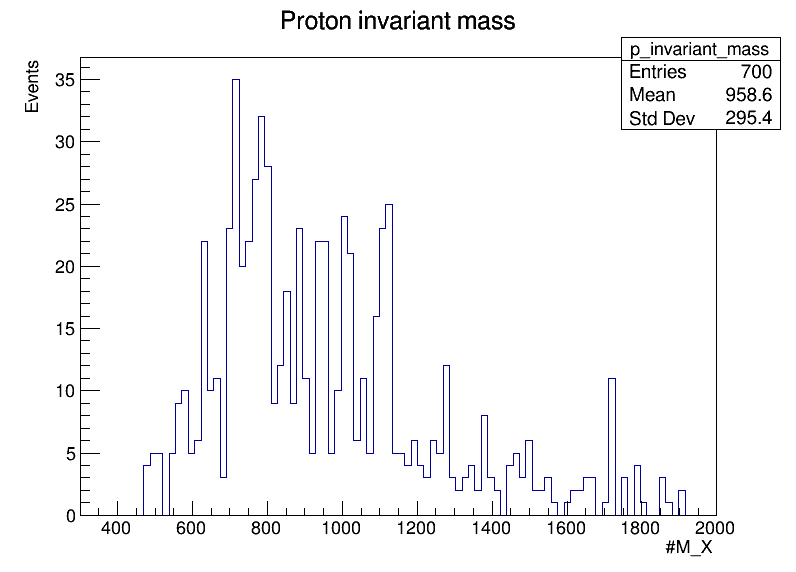 Proton invariant mass
p_invariant_mass
Entries 700
Mean 958.6
Std Dev 295.4
Events
35
30
25
20
15
10
5
0
400 600 800 1000 1200 1400 1600 1800 2000
#M_X